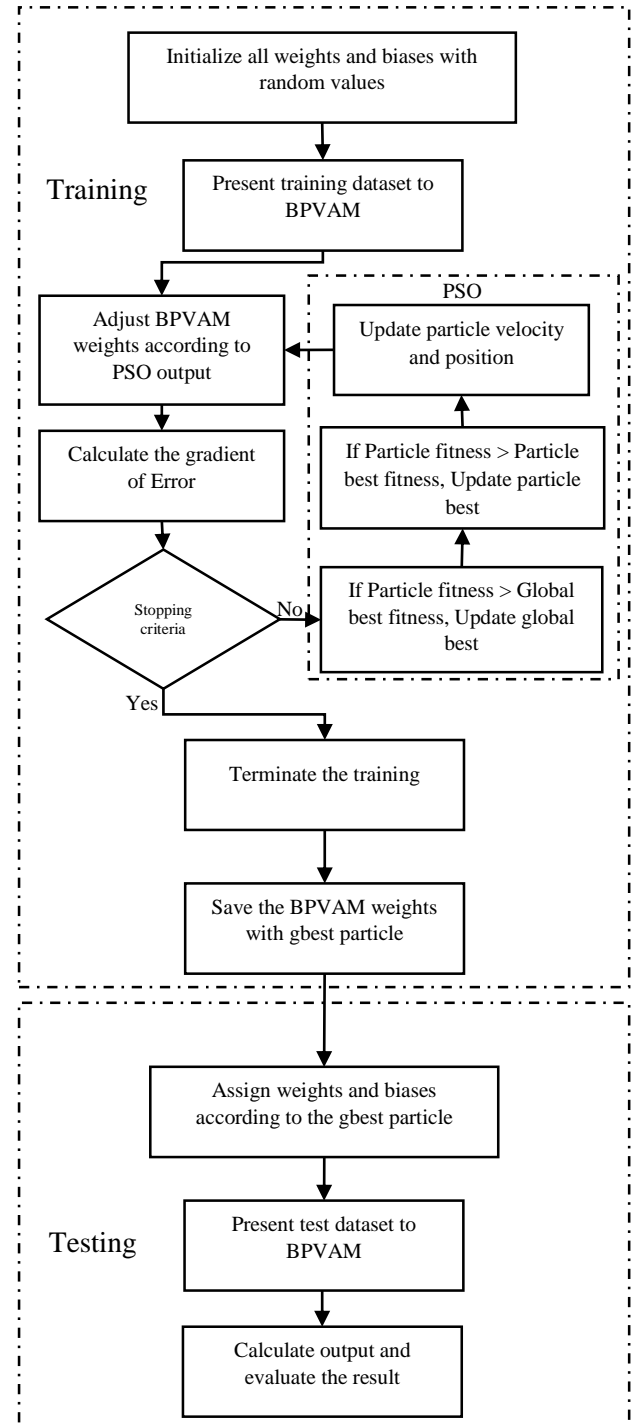 Initialize all weights and biases with
random values
Training
Present training dataset to
BPVAM
PSO
Adjust BPVAM
weights according to
PSO output
Update particle velocity
and position
Calculate the gradient
of Error
If Particle fitness > Particle
best fitness, Update particle
best
Stopping
criteria
No
If Particle fitness > Global
best fitness, Update global
best
Yes
Terminate the training
Save the BPVAM weights
with gbest particle
Assign weights and biases
according to the gbest particle
Testing
Present test dataset to
BPVAM
Calculate output and
evaluate the result